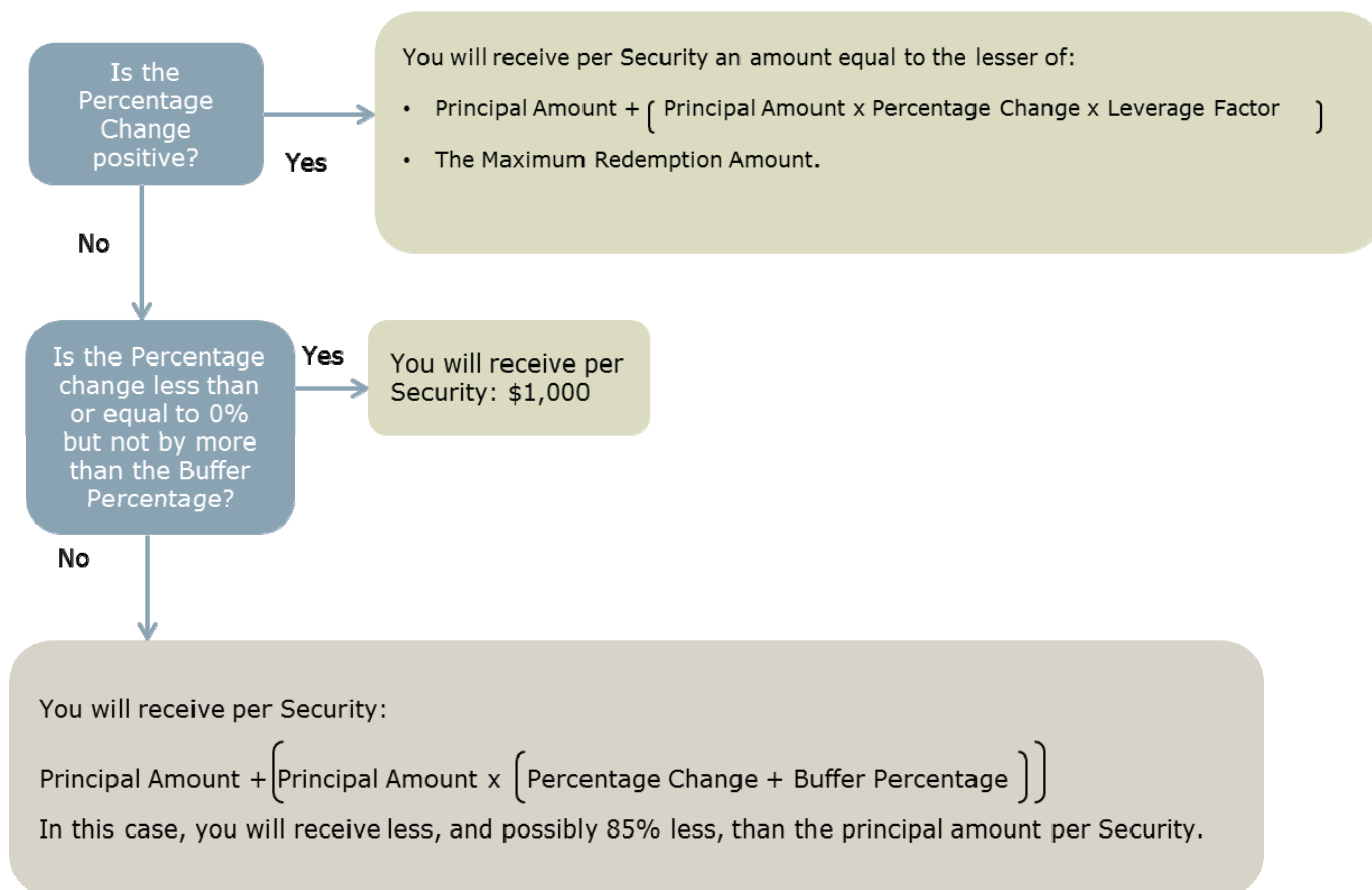 Is the
Percentage
Change
positive?
Yes
You will receive per Security an amount equal to the lesser of:
• Principal Amount + ( Principal Amount x Percentage Change x Leverage Factor )
• The Maximum Redemption Amount.
No
Is the Percentage
change less than
or equal to 0%
but not by more
than the Buffer
Percentage?
Yes
You will receive per
Security: $1,000
No
You will receive per Security:
Principal Amount + (Principal Amount x (Percentage Change + Buffer Percentage ))
In this case, you will receive less, and possibly 85% less, than the principal amount per Security.